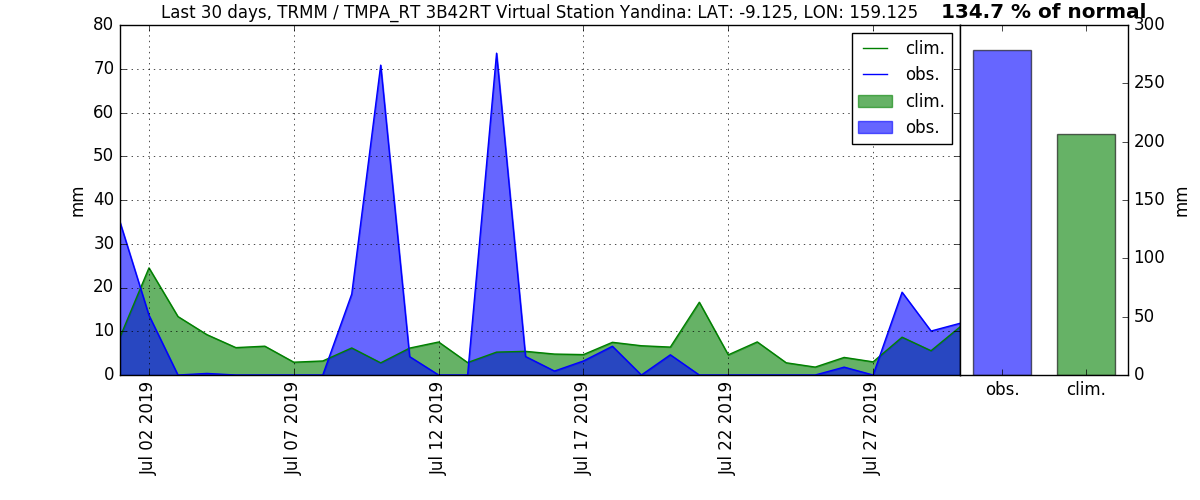 Last 30 days, TRMM / TMPA_RT 3B42RT Virtual Station Yandina: LAT: -9.125, LON: 159.125
134.7 % of normal
80
70
60
50
40
30
20
10
0
mm
clim.
obs.
clim.
obs.
Jul 02 2019
Jul 07 2019
Jul 12 2019
Jul 17 2019
Jul 22 2019
Jul 27 2019
300
250
200
150
100
50
0
mm
obs.
clim.